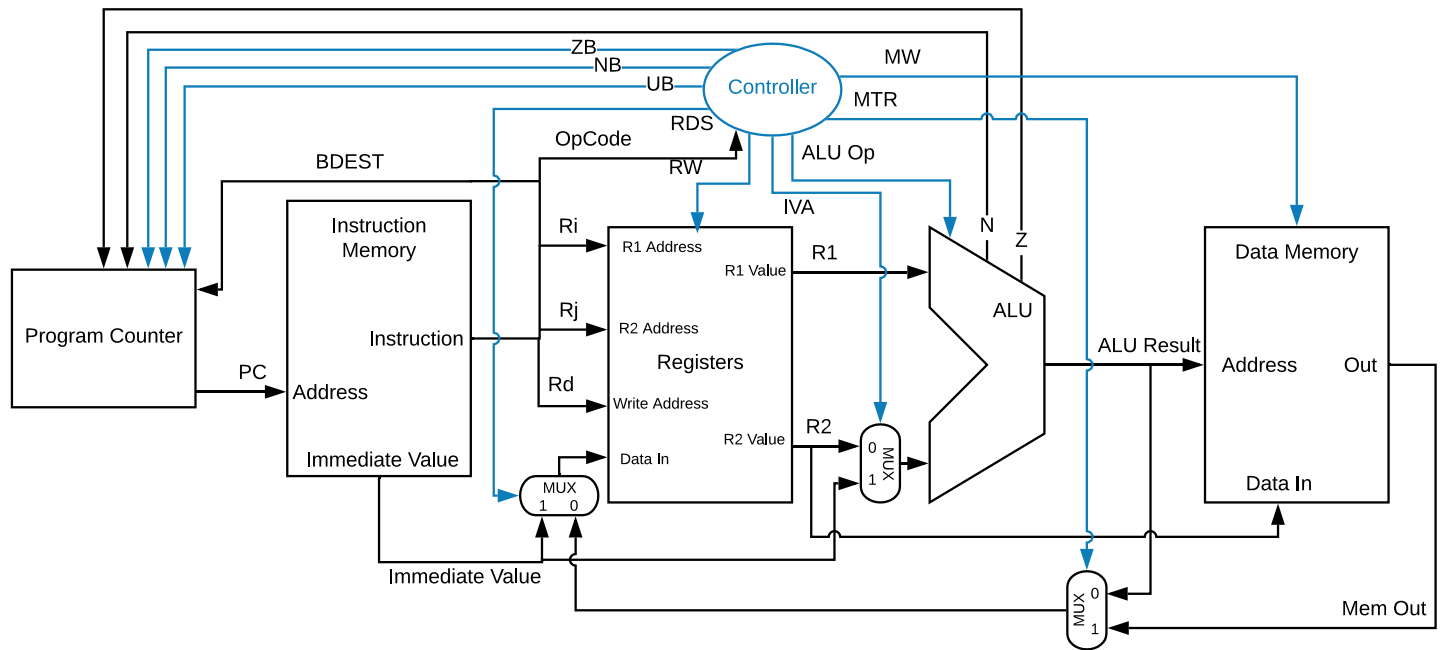 ZB
NB
UB
Controller
MW
MTR
RDS
OpCode
RW
ALU Op
IVA
BDEST
N
Z
Instruction
Memory
Instruction
Address
Immediate Value
Program Counter
PC
Ri
Rj
Rd
R1 Address
R1 Value
R2 Address
Registers
Write Address
R2 Value
Data In
R1
R2
ALU
ALU Result
Data Memory
Address
Out
Data In
MUX
1 0
0
MUX
1
Immediate Value
0
MUX
1
Mem Out